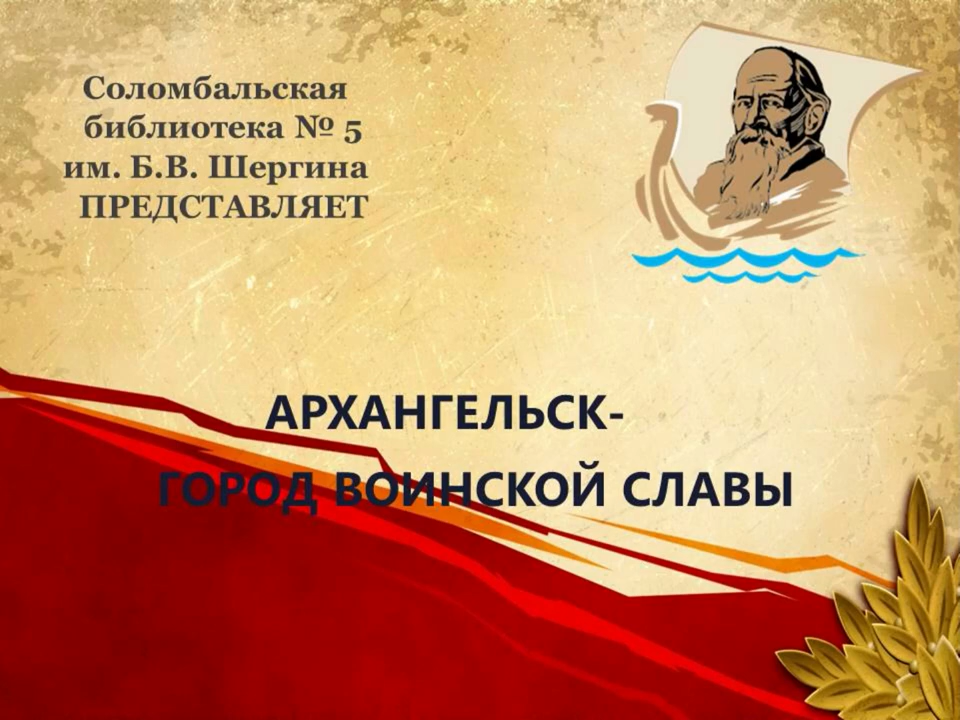 Соломбальская
библиотека № 5
им. Б.В. Шергина
ПРЕДСТАВЛЯЕТ
АРХАНГЕЛЬСК-
ГОРОД ВОИНСКОЙ СЛАВЫ